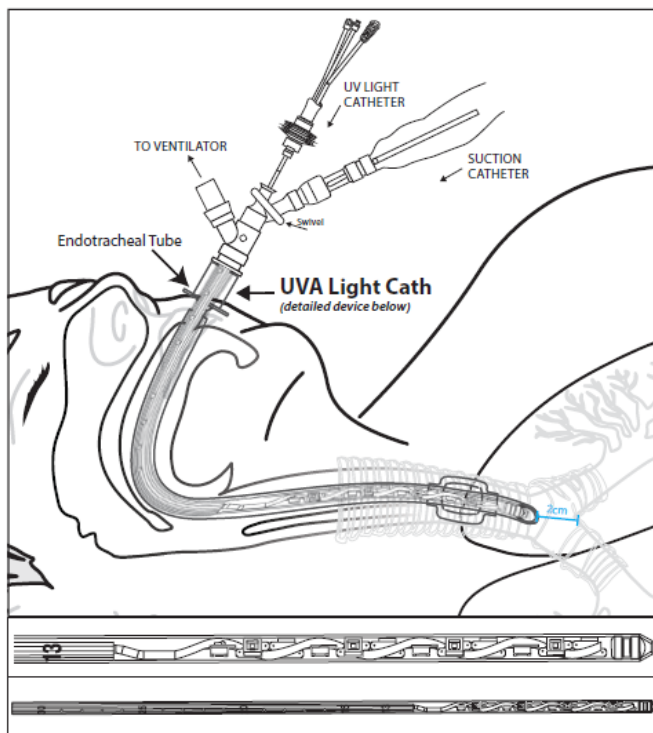 UV LIGHT
CATHETER
TO VENTILATOR
SUCTION
CATHETER
Swivel
Endotracheal Tube
UVA Light Cath
(detailed device below)
2cm
13